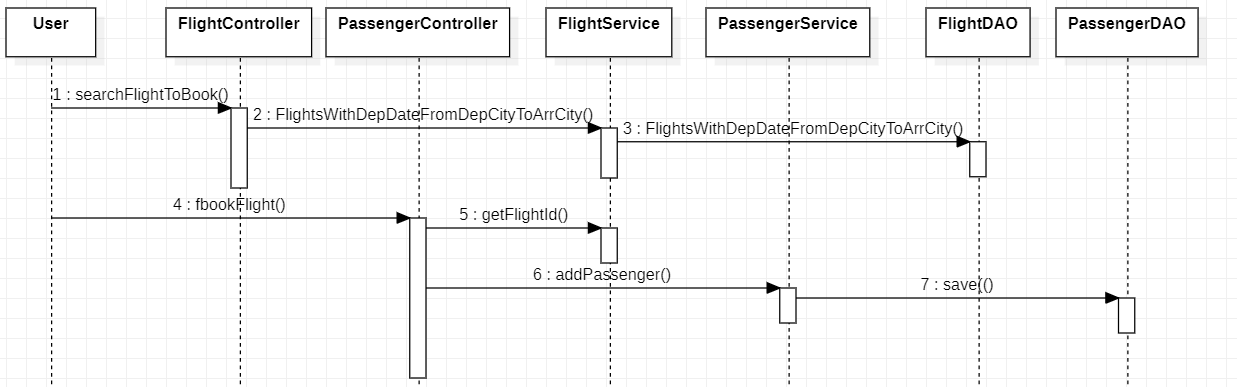 User
FlightController
PassengerController
FlightService
PassengerService
FlightDAO
PassengerDAO
1 : searchFlightToBook()
2 : FlightsWithDepDateFromDepCityToArrCity()
3 : FlightsWithDepDateFromDepCityToArrCity()
4 : fbookFlight()
5 : getFlightId()
6 : addPassenger()
7 : save(()